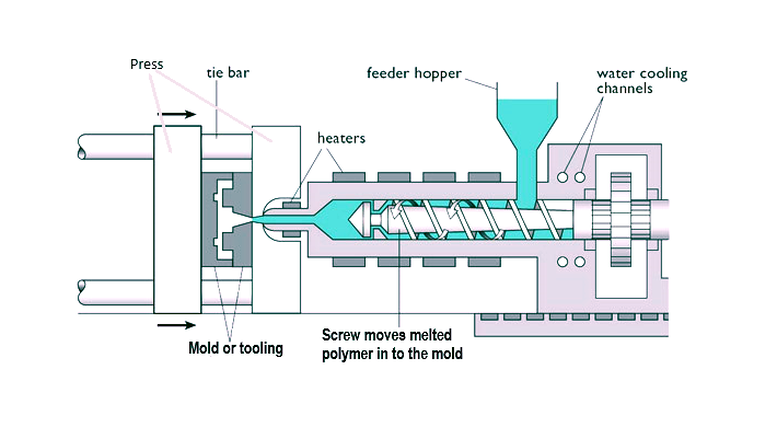 Press
tie bar
feeder hopper
water cooling
channels
heaters
Mold or tooling
Screw moves melted
polymer in to the mold